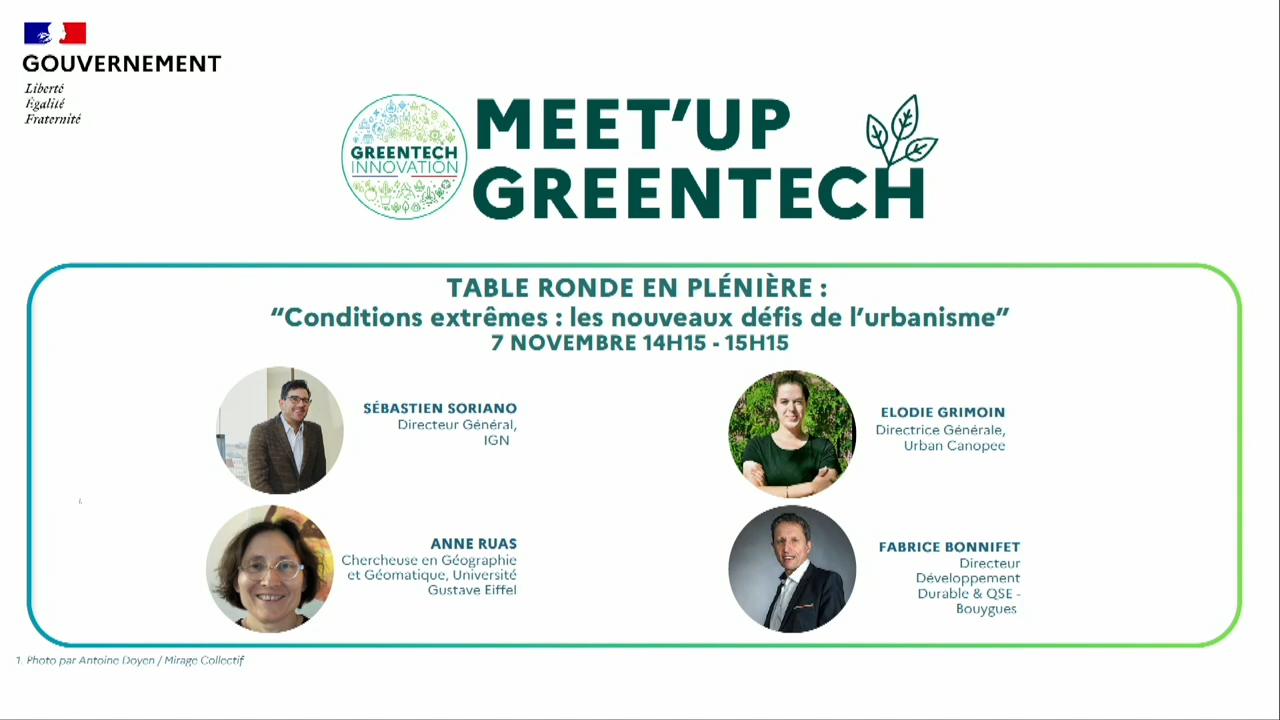 GOUVERNEMENT
Liberté
Égalité
Fraternité
GREENTECH
INNOVATION
MEET'UP
GREENTECH
TABLE RONDE EN PLÉNIÈRE :
“Conditions extrêmes : les nouveaux défis de l’urbanisme”
7 NOVEMBRE 14H15 - 15H15
SÉBASTIEN SORIANO
Directeur Général,
IGN
ELODIE GRIMOIN
Directrice Générale,
Urban Canopee
1.
ANNE RUAS
Chercheuse en Géographie
et Géomatique, Université
Gustave Eiffel
FABRICE BONNIFET
Directeur
Développement
Durable & QSE -
Bouygues
1. Photo par Antoine Doyen / Mirage Collectif